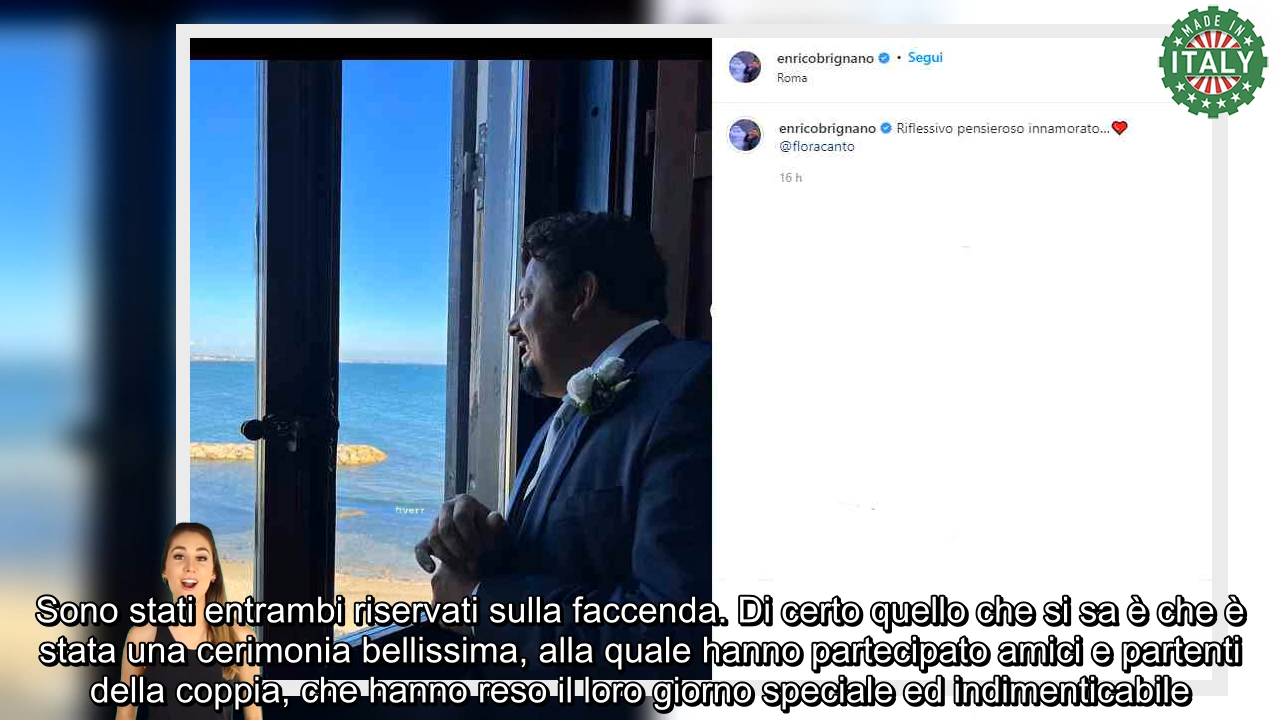 MADE IN
ITALY
enricobrignano • Segui
Roma
enricobrignano Riflessivo pensieroso innamorato...
@floracanto
16 h
fiverr
Sono stati entrambi riservati sulla faccenda. Di certo quello che si sa è che è
stata una cerimonia bellissima, alla quale hanno partecipato amici e partenti
della coppia, che hanno reso il loro giorno speciale ed indimenticabile